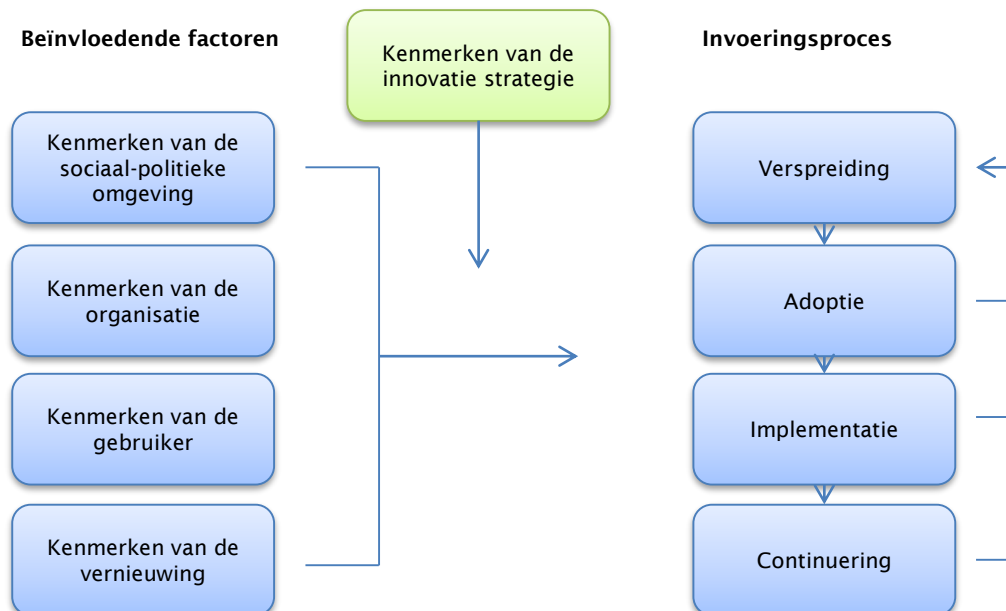 Beïnvloedende factoren
Kenmerken van de
innovatie strategie
Invoeringsproces
Kenmerken van de
sociaal-politieke
omgeving
Kenmerken van de
organisatie
Kenmerken van de
gebruiker
Kenmerken van de
vernieuwing
Verspreiding
Adoptie
Implementatie
Continuering